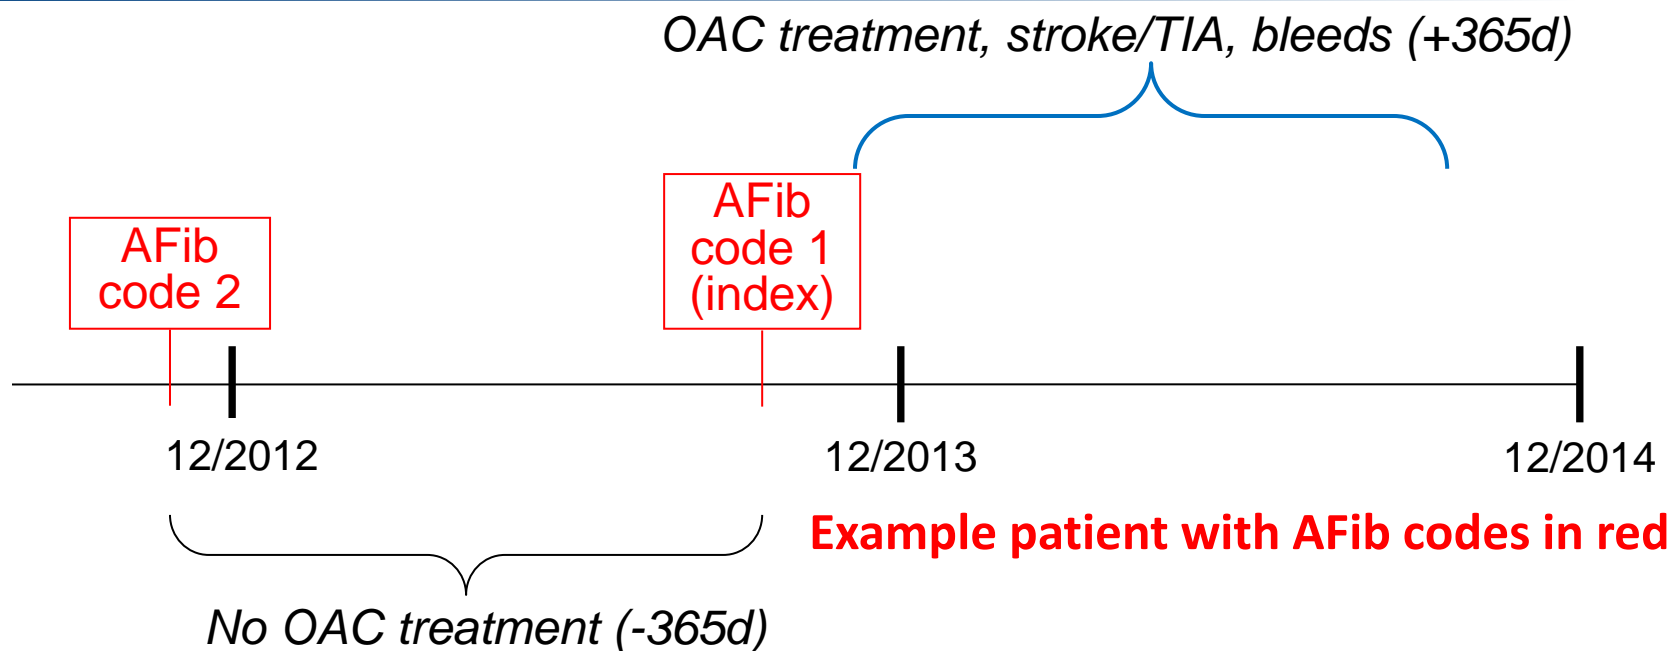 OAC treatment, stroke/TIA, bleeds (+365d)
AFib
code 2
AFib
code 1
(index)
12/2012
12/2013
12/2014
Example patient with AFib codes in red
No OAC treatment (-365d)